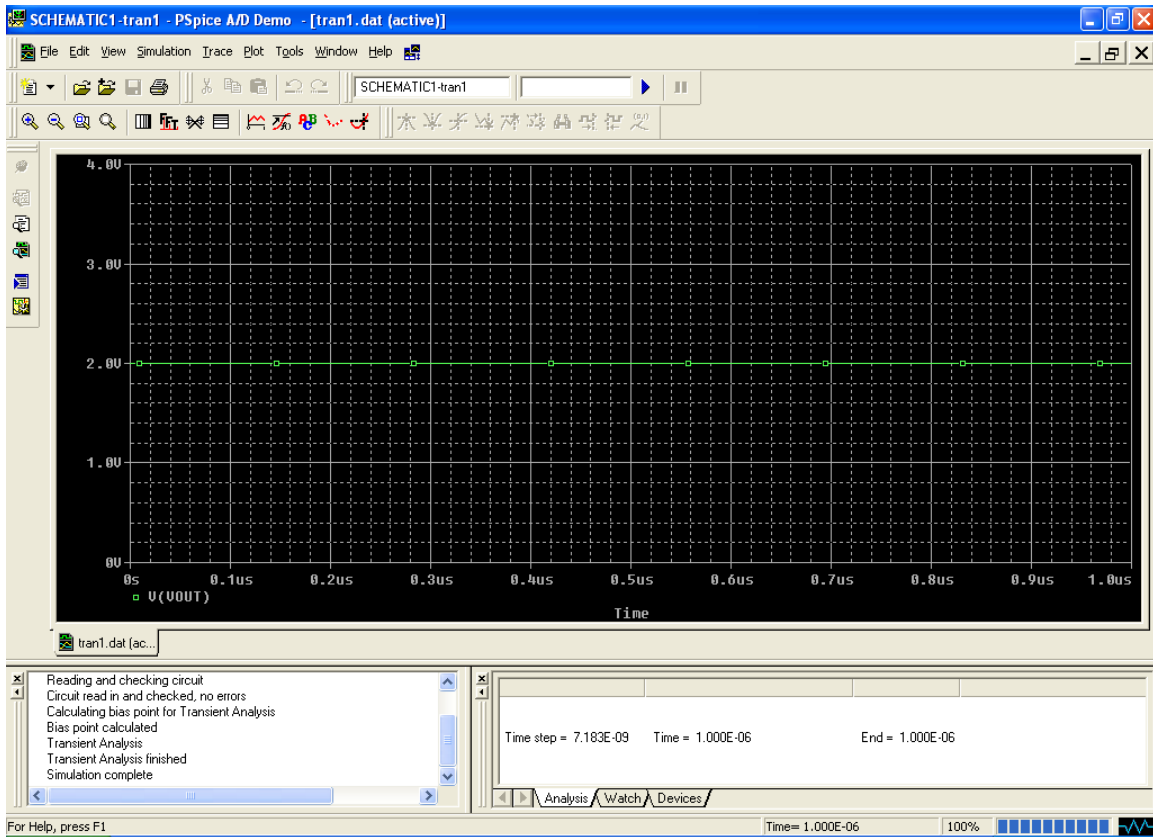 SCHEMATIC1-tran1 - PSpice A/D Demo - [tran1.dat (active)]
File Edit View Simulation Trace Plot Tools Window Help
SCHEMATIC1-tran1
4.0V
3.0V
2.0V
1.0V
0V
0s 0.1us 0.2us 0.3us 0.4us 0.5us 0.6us 0.7us 0.8us 0.9us 1.0us
V(VOUT)
Time
tran1.dat (ac...
Reading and checking circuit
Circuit read in and checked, no errors
Calculating bias point for Transient Analysis
Bias point calculated
Transient Analysis
Transient Analysis finished
Simulation complete
Time step = 7.183E-09 Time = 1.000E-06 End = 1.000E-06
Analysis Watch Devices
For Help, press F1 Time= 1.000E-06 100%